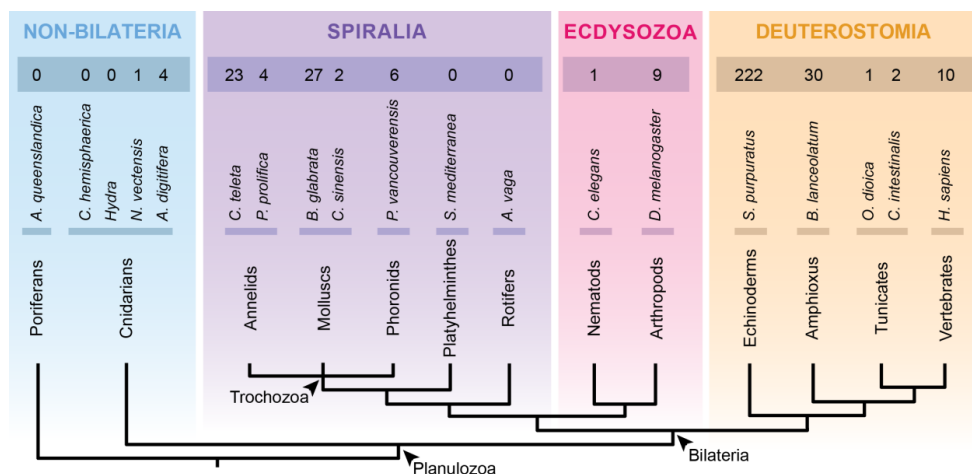 NON-BILATERIA SPIRALIA ECDYSOZOA DEUTEROSTOMIA
0 0 0 1 4 23 4 27 2 6 0 0 1 9 222 30 1 2 10
A. queenslandica
C. hemisphaerica
Hydra
N. vectensis
A. digitifera
C. teleta
P. prolifica
B. glabrata
C. sinensis
P. vancouverensis
S. mediterranea
A. vaga
C. elegans
D. melanogaster
S. purpuratus
B. lanceolatum
O. dioica
C. intestinalis
H. sapiens
Poriferans
Cnidarians
Annelids
Molluscs
Phoronids
Platyhelminthes
Rotifers
Nematods
Arthropods
Echinoderms
Amphioxus
Tunicates
Vertebrates
Trochozoa
Bilateria
Planulozoa